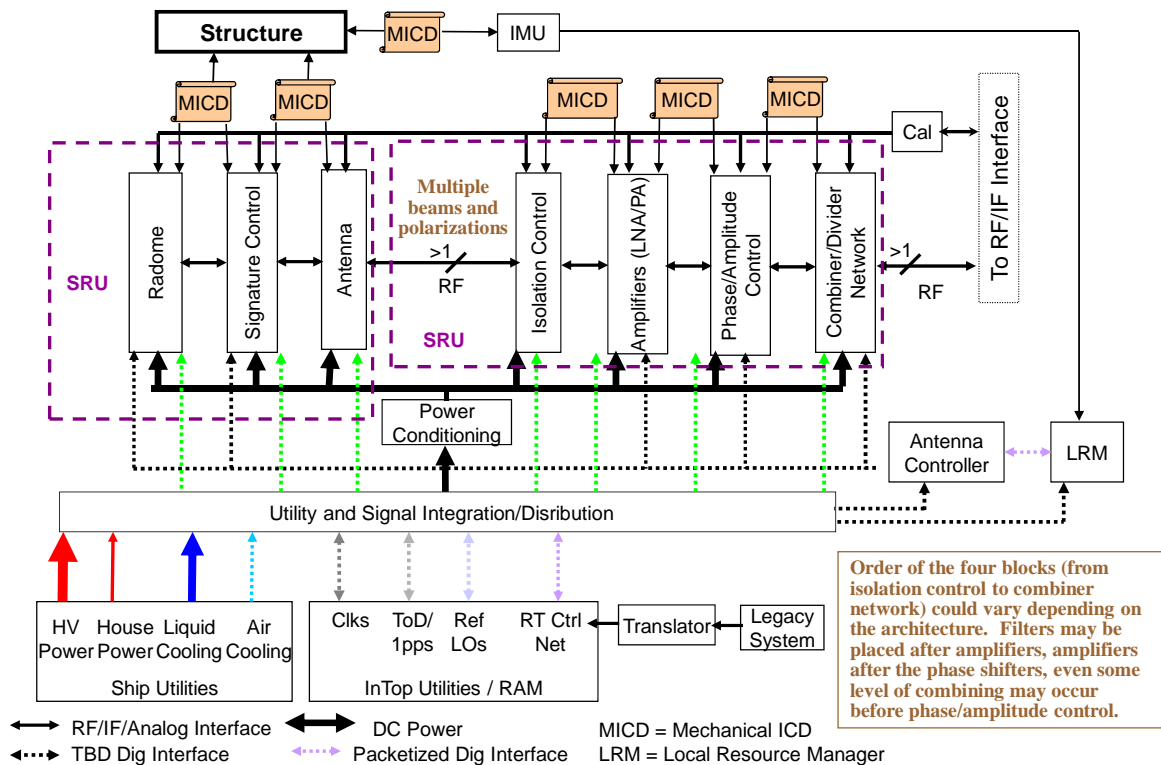 Structure
MICD
IMU
MICD
MICD
MICD
MICD
MICD
Cal
To RF/IF Interface
SRU
Radome
Signature Control
Antenna
Multiple
beams and
polarizations
>1
RF
SRU
Isolation Control
Amplifiers (LNA/PA)
Phase/Amplitude
Control
Combiner/Divider
Network
>1
RF
Power
Conditioning
Antenna
Controller
LRM
Utility and Signal Integration/Disribution
HV
Power
House
Power
Liquid
Cooling
Air
Cooling
Ship Utilities
Clks
ToD/
1pps
Ref
LOs
RT Ctrl
Net
InTop Utilities / RAM
Translator
Legacy
System
Order of the four blocks (from
isolation control to combiner
network) could vary depending on
the architecture. Filters may be
placed after amplifiers, amplifiers
after the phase shifters, even some
level of combining may occur
before phase/amplitude control.
RF/IF/Analog Interface
DC Power
MICD = Mechanical ICD
TBD Dig Interface
Packetized Dig Interface
LRM = Local Resource Manager